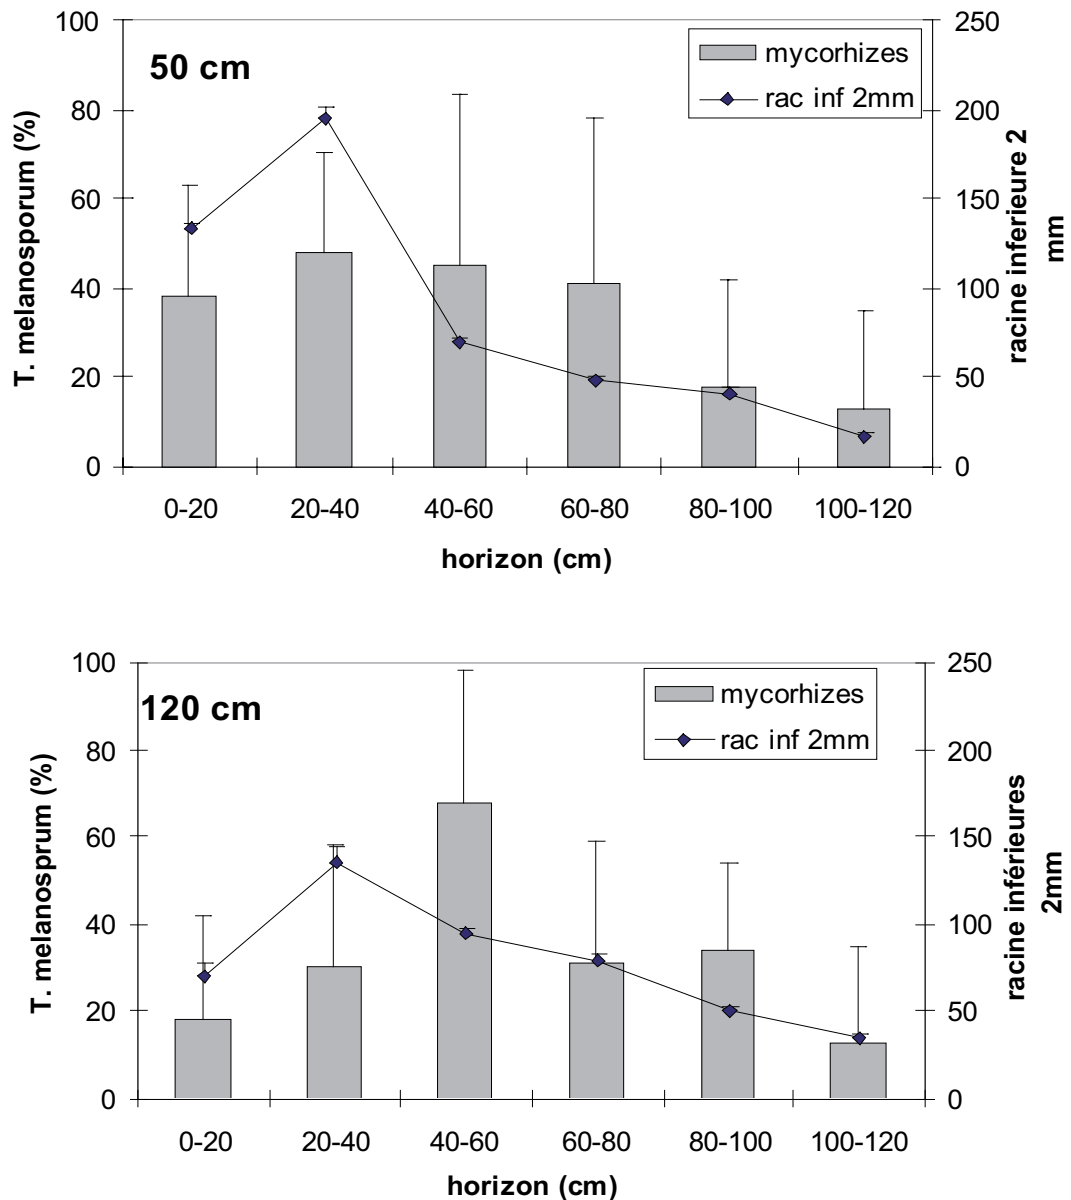 50 cm
mycorhizes
rac inf 2mm
T. melanosporum (%)
100
80
60
40
20
0
250
200
150
100
50
0
racine inferieure 2
mm
0-20 20-40 40-60 60-80 80-100 100-120
horizon (cm)
120 cm
mycorhizes
rac inf 2mm
T. melanosprum (%)
100
80
60
40
20
0
250
200
150
100
50
0
racine inférieures
2mm
0-20 20-40 40-60 60-80 80-100 100-120
horizon (cm)